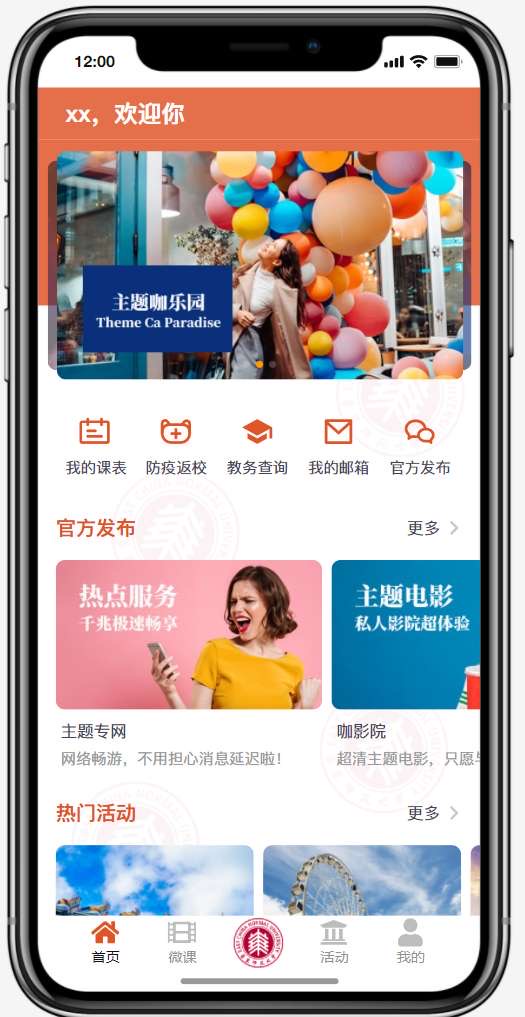 12:00
xx，欢迎你
主题咖乐园
Theme Ca Paradise
我的课表
防疫返校
教务查询
我的邮箱
官方发布
官方发布
更多
热点服务
千兆极速畅享
主题电影
私人影院超体验
主题专网
网络畅游，不用担心消息延迟啦！
咖影院
超清主题电影，只愿
热门活动
更多
首页
微课
EAST CHINA NORMAL UNIVERSITY
活动
我的